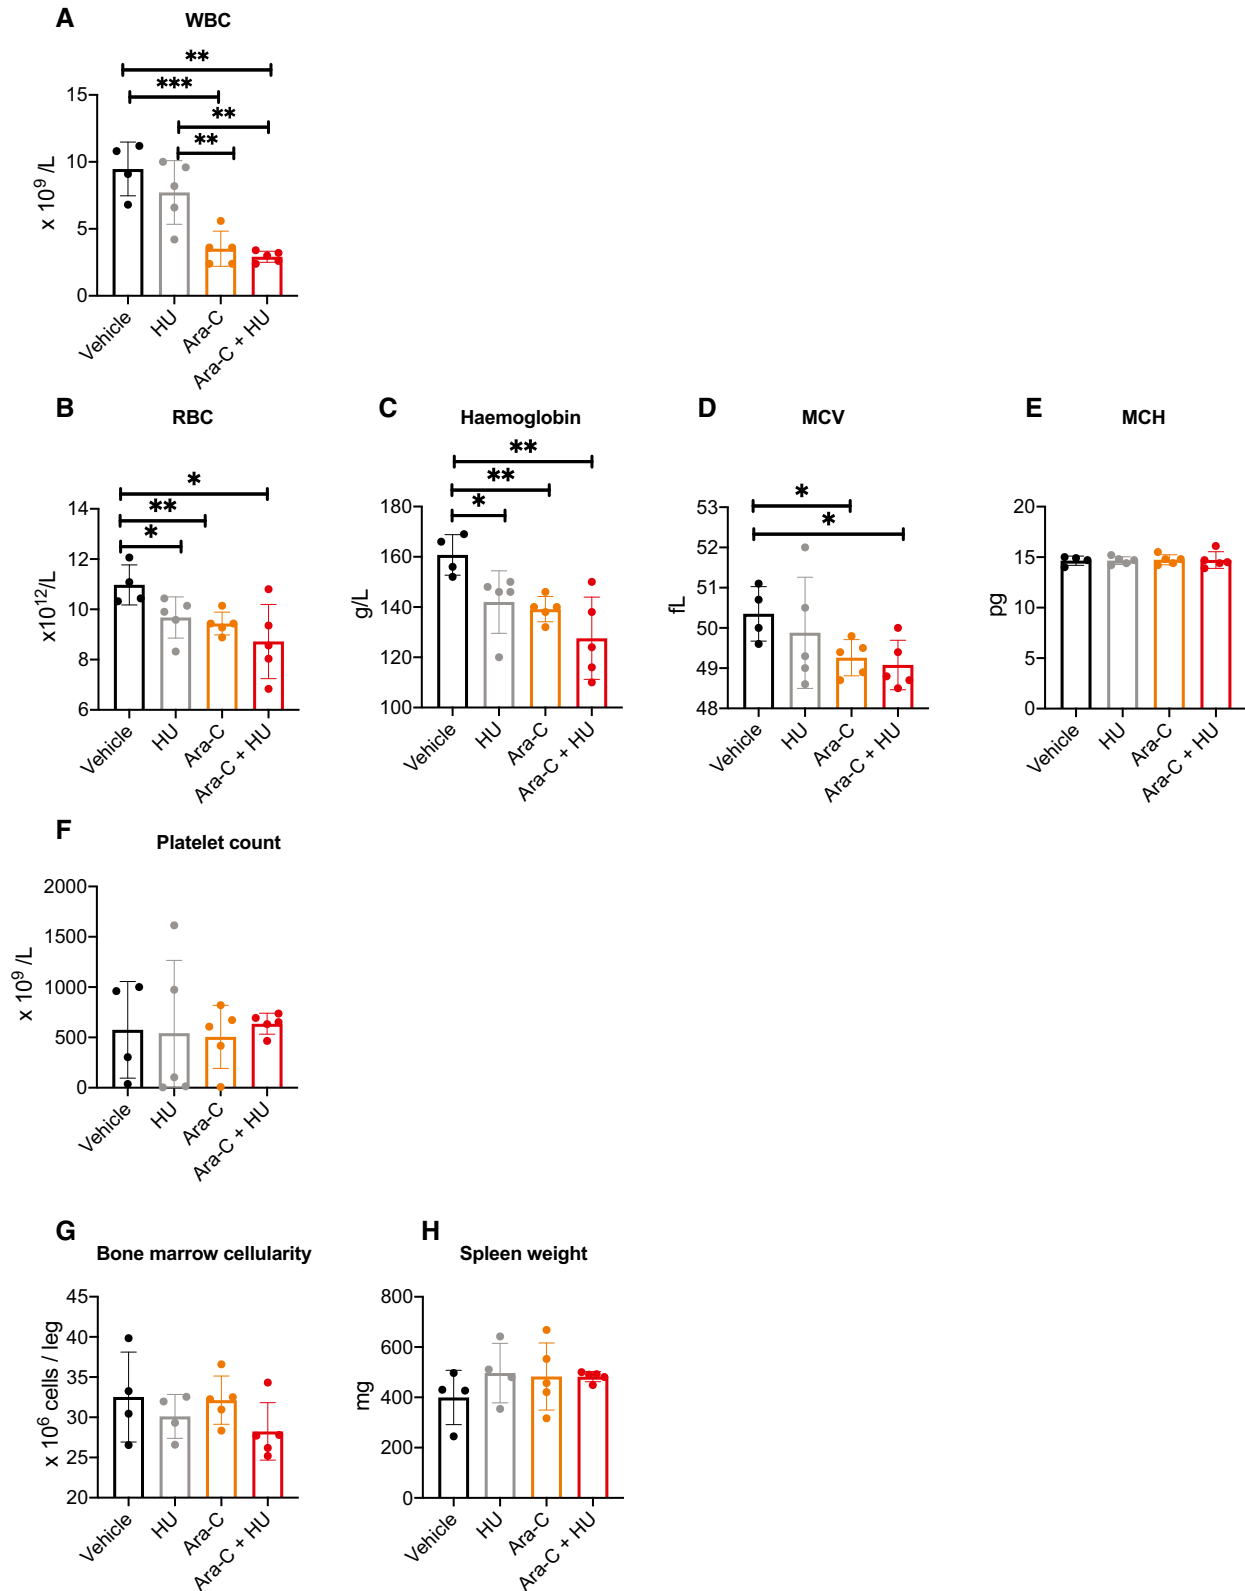 A WBC
**
***
**
**
15
10
5
0
x 10⁹ /L
Vehicle
HU
Ara-C
Ara-C + HU
B RBC
*
**
*
14
12
10
8
6
x10¹²/L
Vehicle
HU
Ara-C
Ara-C + HU
C Haemoglobin
**
**
*
180
160
140
120
100
g/L
Vehicle
HU
Ara-C
Ara-C + HU
D MCV
*
*
53
52
51
50
49
48
fL
Vehicle
HU
Ara-C
Ara-C + HU
E MCH
20
15
10
5
0
pg
Vehicle
HU
Ara-C
Ara-C + HU
F Platelet count
2000
1500
1000
500
0
x 10⁹ /L
Vehicle
HU
Ara-C
Ara-C + HU
G Bone marrow cellularity
45
40
35
30
25
20
x 10⁶ cells / leg
Vehicle
HU
Ara-C
Ara-C + HU
H Spleen weight
800
600
400
200
0
mg
Vehicle
HU
Ara-C
Ara-C + HU